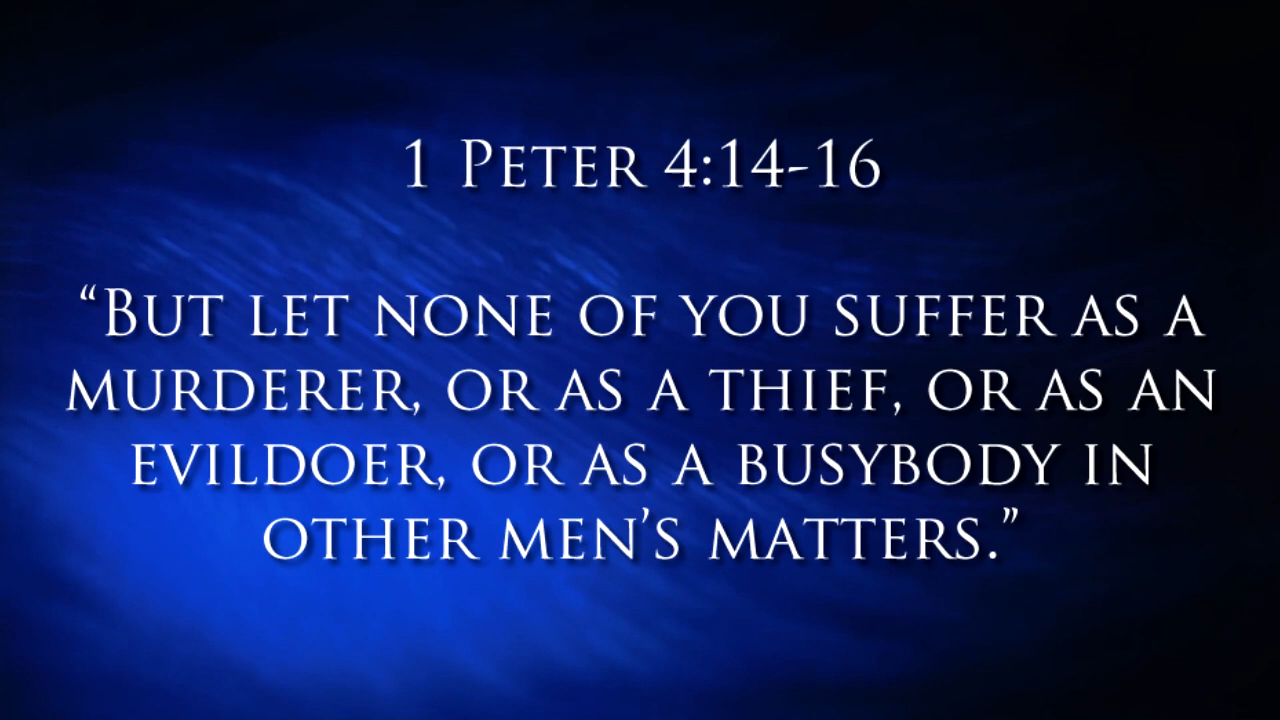 1 Peter 4:14-16
“But let none of you suffer as a
murderer, or as a thief, or as an
evildoer, or as a busybody in
other men’s matters.”